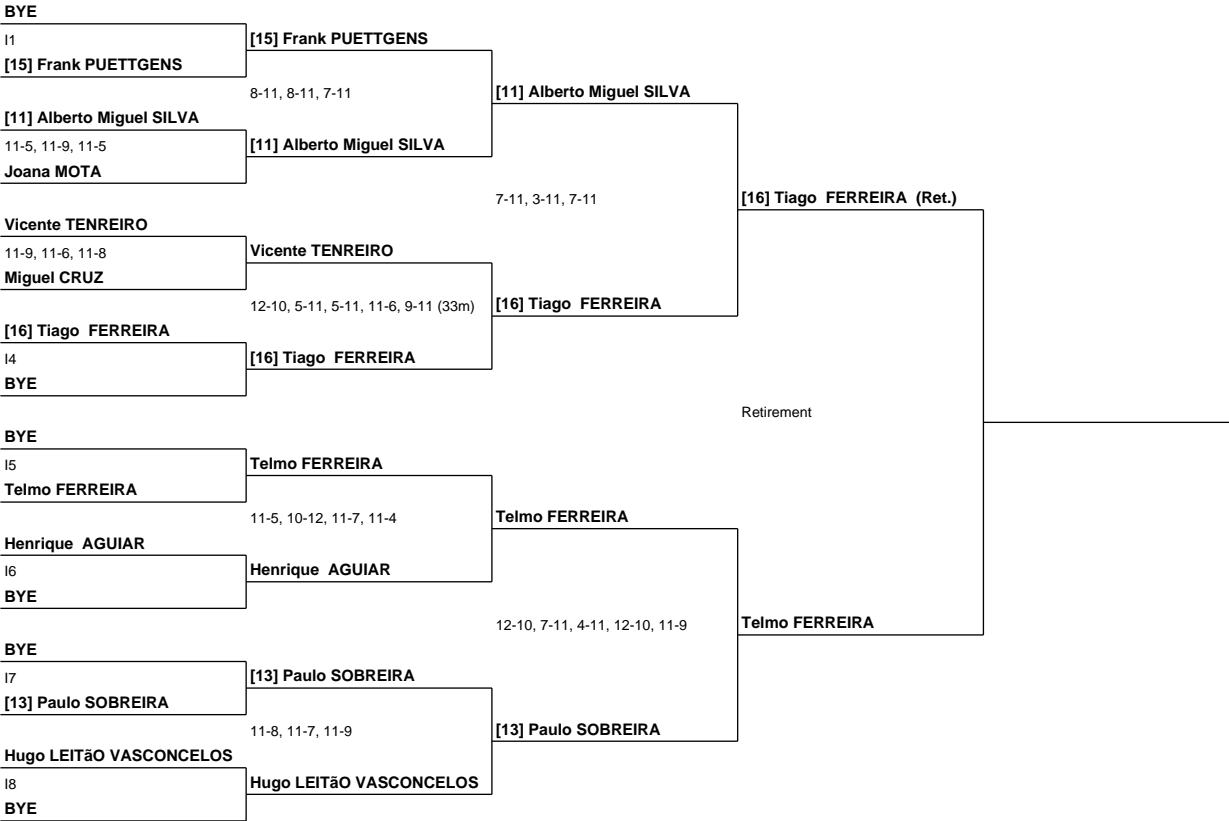 BYE
I1
[15] Frank PUETTGENS
[11] Alberto Miguel SILVA
11-5, 11-9, 11-5
Joana MOTA
Vicente TENREIRO
11-9, 11-6, 11-8
Miguel CRUZ
[16] Tiago  FERREIRA
I4
BYE
BYE
I5
Telmo FERREIRA
Henrique  AGUIAR
I6
BYE
BYE
I7
[13] Paulo SOBREIRA
Hugo LEITãO VASCONCELOS
I8
BYE
[15] Frank PUETTGENS
8-11, 8-11, 7-11
[11] Alberto Miguel SILVA
Vicente TENREIRO
12-10, 5-11, 5-11, 11-6, 9-11 (33m)
[16] Tiago  FERREIRA
Telmo FERREIRA
11-5, 10-12, 11-7, 11-4
Henrique  AGUIAR
[13] Paulo SOBREIRA
11-8, 11-7, 11-9
Hugo LEITãO VASCONCELOS
[11] Alberto Miguel SILVA
7-11, 3-11, 7-11
[16] Tiago  FERREIRA
Telmo FERREIRA
12-10, 7-11, 4-11, 12-10, 11-9
[13] Paulo SOBREIRA
[16] Tiago  FERREIRA  (Ret.)
Retirement
Telmo FERREIRA